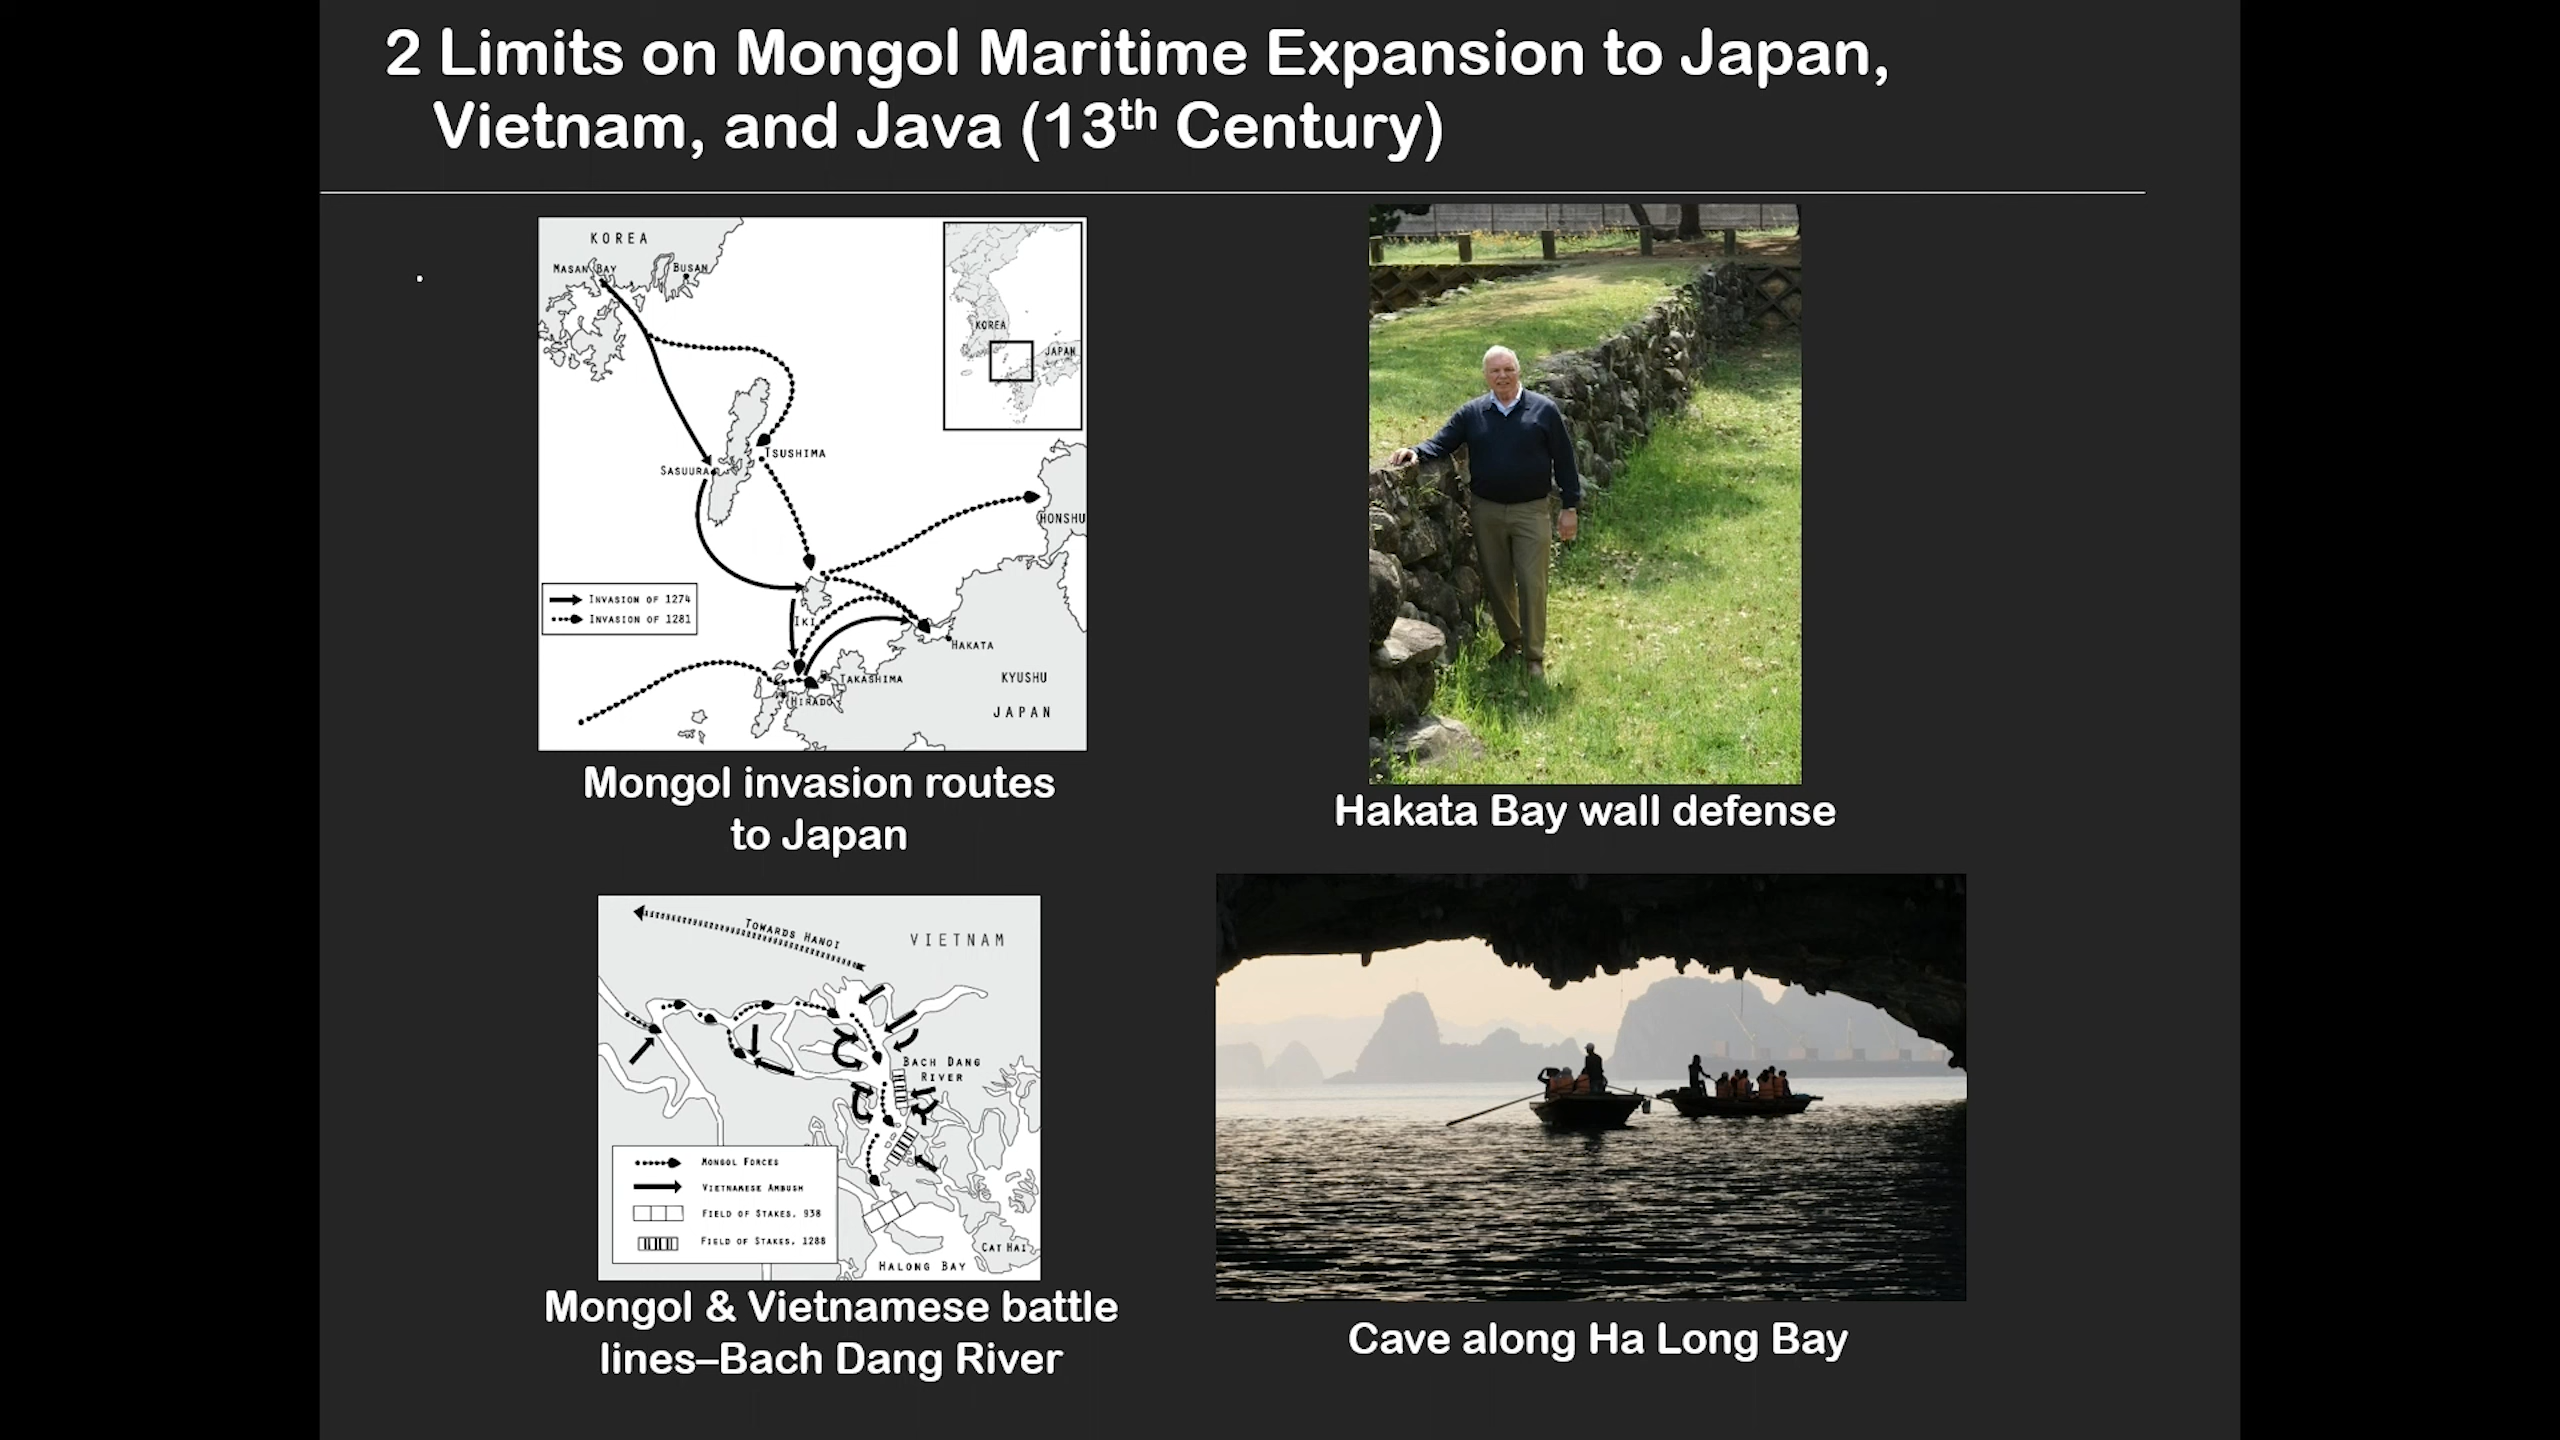 2 Limits on Mongol Maritime Expansion to Japan,
Vietnam, and Java (13th Century)
KOREA
MASAN BAY
BUSAN
KOREA
JAPAN
TSUSHIMA
SASUURA
HONSHU
INVASION OF 1274
INVASION OF 1281
IKI
HAKATA
TAKASHIMA
HIRADO
KYUSHU
JAPAN
Mongol invasion routes
to Japan
Hakata Bay wall defense
TOWARDS HANOI
VIETNAM
BACH DANG
RIVER
MONGOL FORCES
VIETNAMESE AMBUSH
FIELD OF STAKES, 938
FIELD OF STAKES, 1288
CAT HAI
HALONG BAY
Mongol & Vietnamese battle
lines–Bach Dang River
Cave along Ha Long Bay